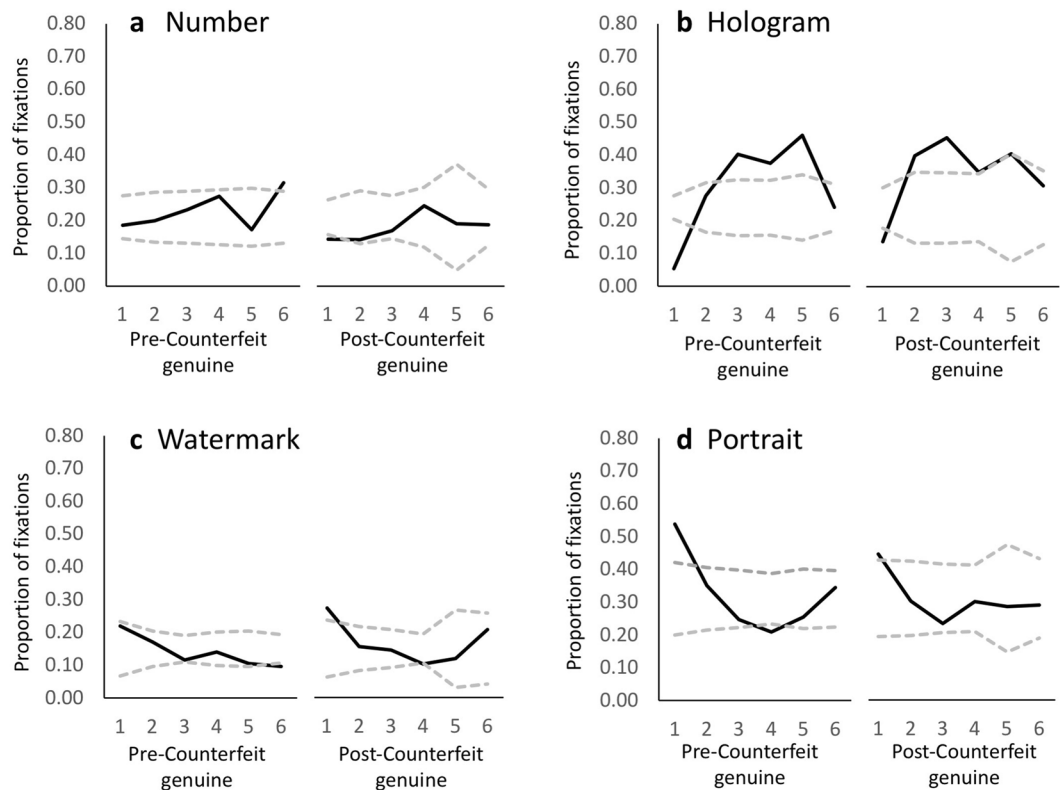 a Number
Proportion of fixations
0.80
0.70
0.60
0.50
0.40
0.30
0.20
0.10
0.00
1 2 3 4 5 6
Pre-Counterfeit
genuine
1 2 3 4 5 6
Post-Counterfeit
genuine
b Hologram
Proportion of fixations
0.80
0.70
0.60
0.50
0.40
0.30
0.20
0.10
0.00
1 2 3 4 5 6
Pre-Counterfeit
genuine
1 2 3 4 5 6
Post-Counterfeit
genuine
c Watermark
Proportion of fixations
0.80
0.70
0.60
0.50
0.40
0.30
0.20
0.10
0.00
1 2 3 4 5 6
Pre-Counterfeit
genuine
1 2 3 4 5 6
Post-Counterfeit
genuine
d Portrait
Proportion of fixations
0.80
0.70
0.60
0.50
0.40
0.30
0.20
0.10
0.00
1 2 3 4 5 6
Pre-Counterfeit
genuine
1 2 3 4 5 6
Post-Counterfeit
genuine